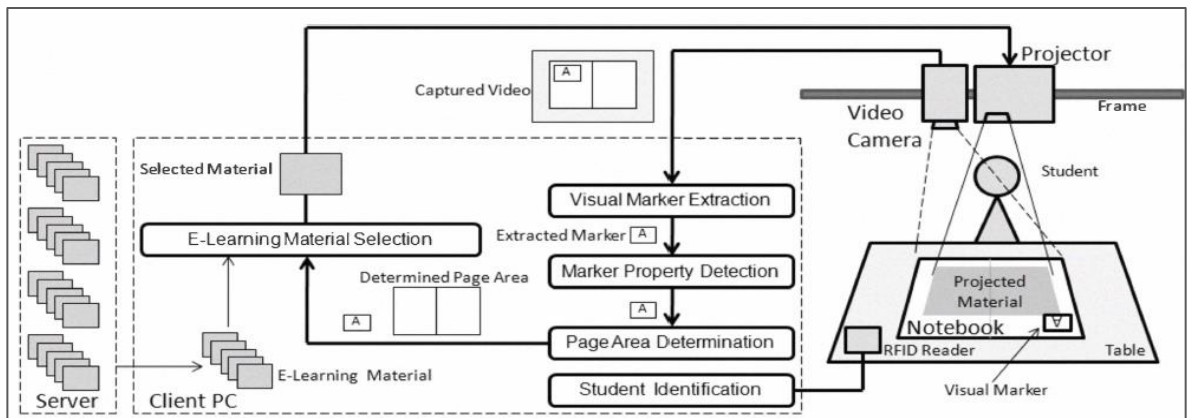 Projector
Captured Video
A
Frame
Video
Camera
Selected Material
Student
Visual Marker Extraction
E-Learning Material Selection
Extracted Marker
A
Marker Property Detection
Determined Page Area
Projected
Material
A
A
A
Notebook
Page Area Determination
RFID Reader
Table
E-Learning Material
Student Identification
Visual Marker
Server
Client PC